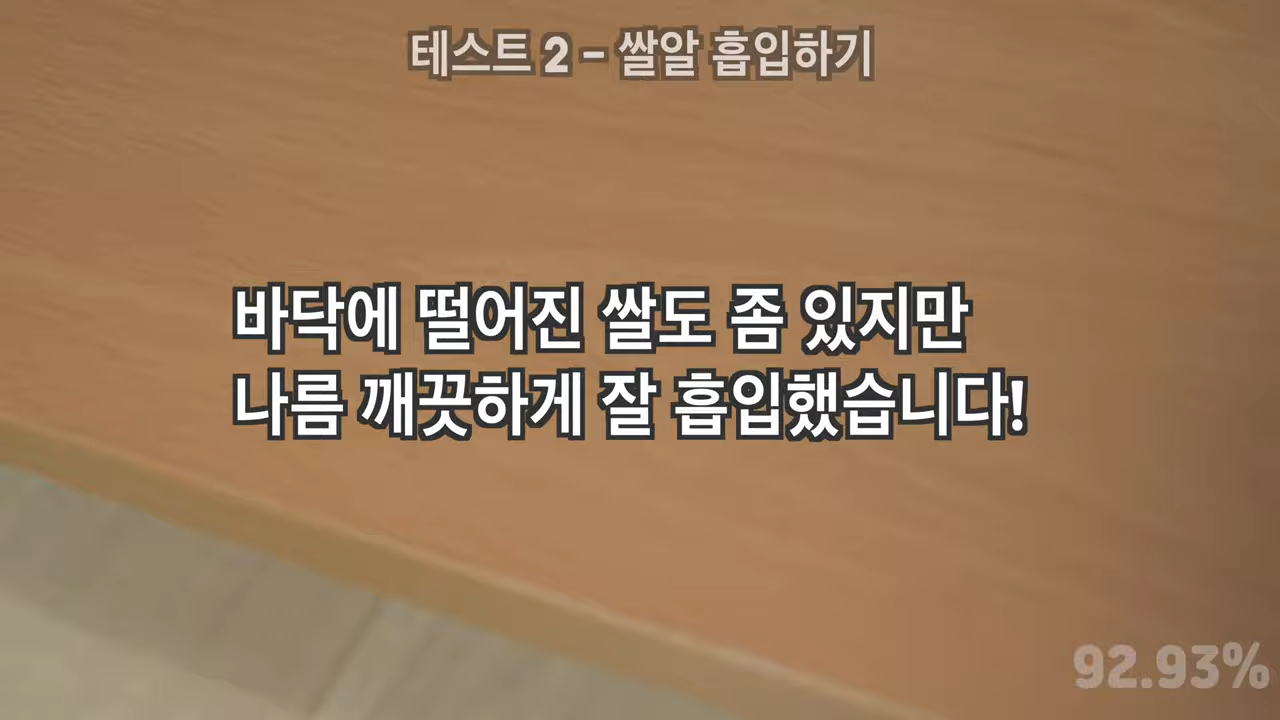 테스트 2 - 쌀알 흡입하기
바닥에 떨어진 쌀도 좀 있지만
나름 깨끗하게 잘 흡입했습니다!
92.93%